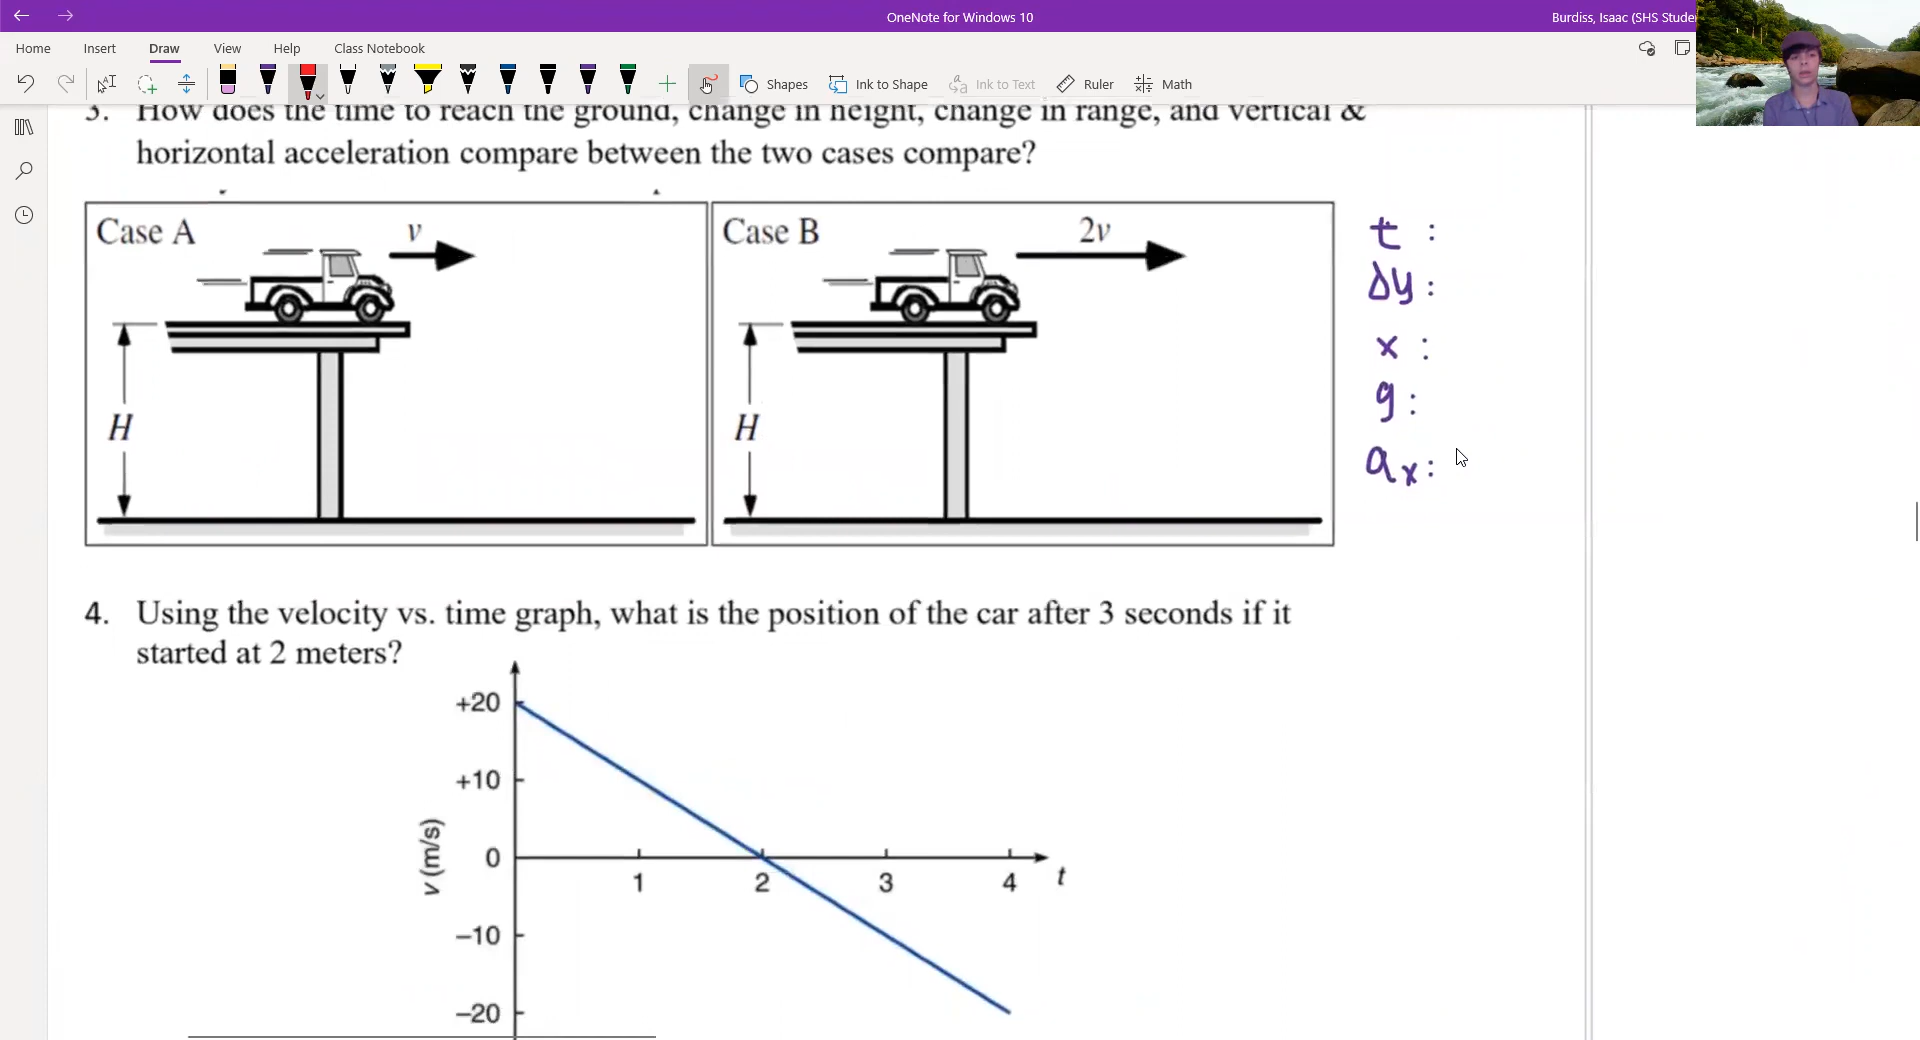 OneNote for Windows 10
Burdiss, Isaac (SHS Stude
Home Insert Draw View Help Class Notebook
Shapes Ink to Shape Ink to Text Ruler Math
3. How does the time to reach the ground, change in height, change in range, and vertical &
horizontal acceleration compare between the two cases compare?
Case A v
H
Case B 2v
H
t :
Δy :
x :
g :
ax :
4. Using the velocity vs. time graph, what is the position of the car after 3 seconds if it
started at 2 meters?
+20
+10
v (m/s)
0
1 2 3 4 t
−10
−20